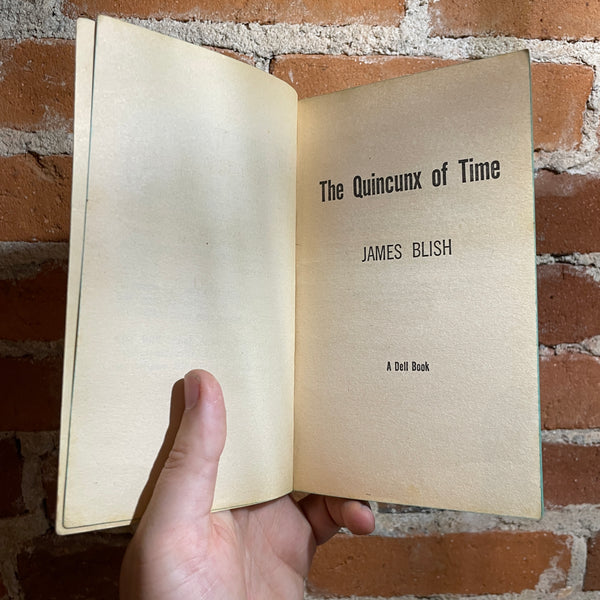 The Quincunx of Time
JAMES BLISH
A Dell Book